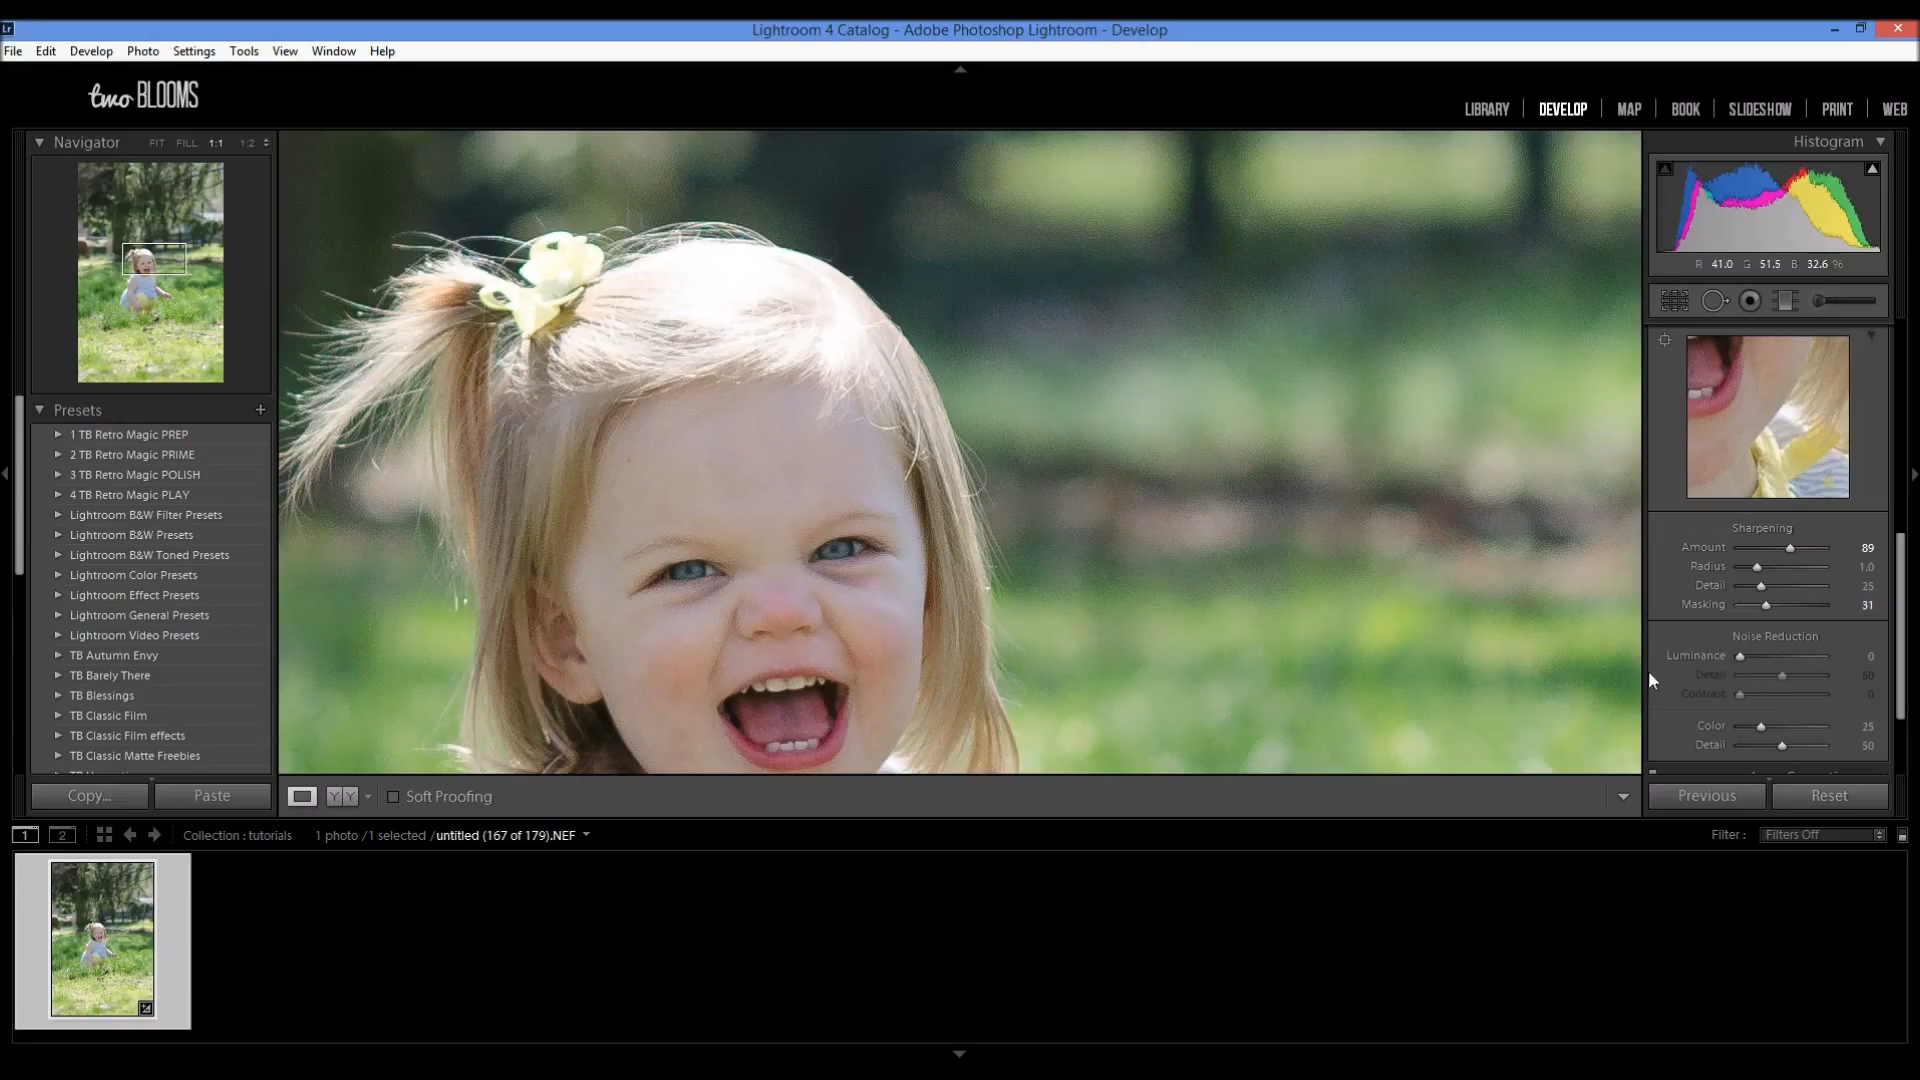 Lr
Lightroom 4 Catalog - Adobe Photoshop Lightroom - Develop
File Edit Develop Photo Settings Tools View Window Help
two BLOOMS
LIBRARY DEVELOP MAP BOOK SLIDESHOW PRINT WEB
Navigator FIT FILL 1:1 1:2
Histogram
R 41.0 G 51.5 B 32.6 %
Presets +
1 TB Retro Magic PREP
2 TB Retro Magic PRIME
3 TB Retro Magic POLISH
4 TB Retro Magic PLAY
Lightroom B&W Filter Presets
Lightroom B&W Presets
Lightroom B&W Toned Presets
Lightroom Color Presets
Lightroom Effect Presets
Lightroom General Presets
Lightroom Video Presets
TB Autumn Envy
TB Barely There
TB Blessings
TB Classic Film
TB Classic Film effects
TB Classic Matte Freebies
Sharpening
Amount 89
Radius 1.0
Detail 25
Masking 31
Noise Reduction
Luminance 0
Detail 50
Contrast 0
Color 25
Detail 50
Copy... Paste
YY Soft Proofing
Previous Reset
1 2 Collection : tutorials 1 photo / 1 selected / untitled (167 of 179).NEF
Filter : Filters Off